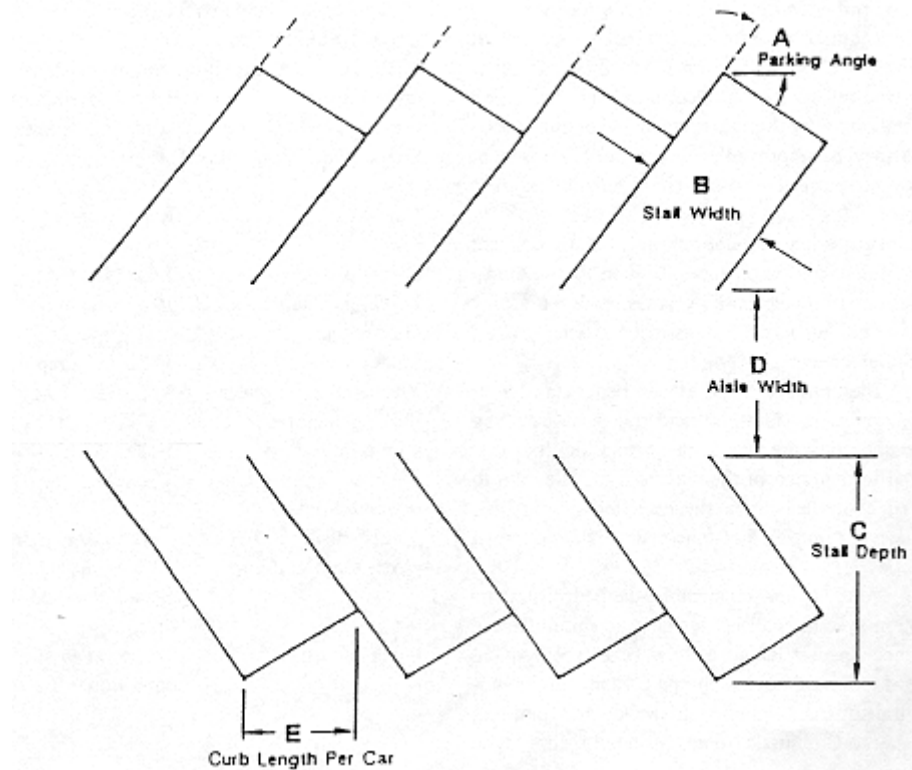 A
Parking Angle
B
Stall Width
D
Aisle Width
C
Stall Depth
E
Curb Length Per Car